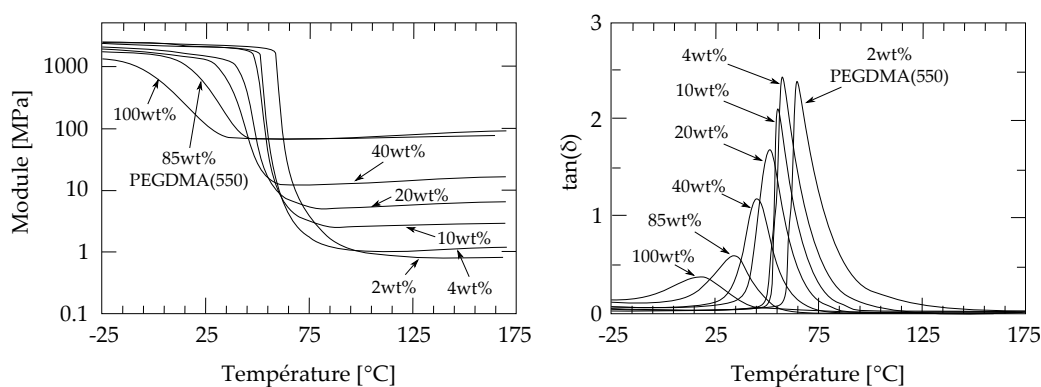 1000
100
10
1
0.1
Module [MPa]
100wt%
85wt%
PEGDMA(550)
40wt%
20wt%
10wt%
2wt%
4wt%
-25
25
75
125
175
Température [°C]
3
2
1
0
tan(δ)
4wt%
2wt%
PEGDMA(550)
10wt%
20wt%
40wt%
85wt%
100wt%
-25
25
75
125
175
Température [°C]